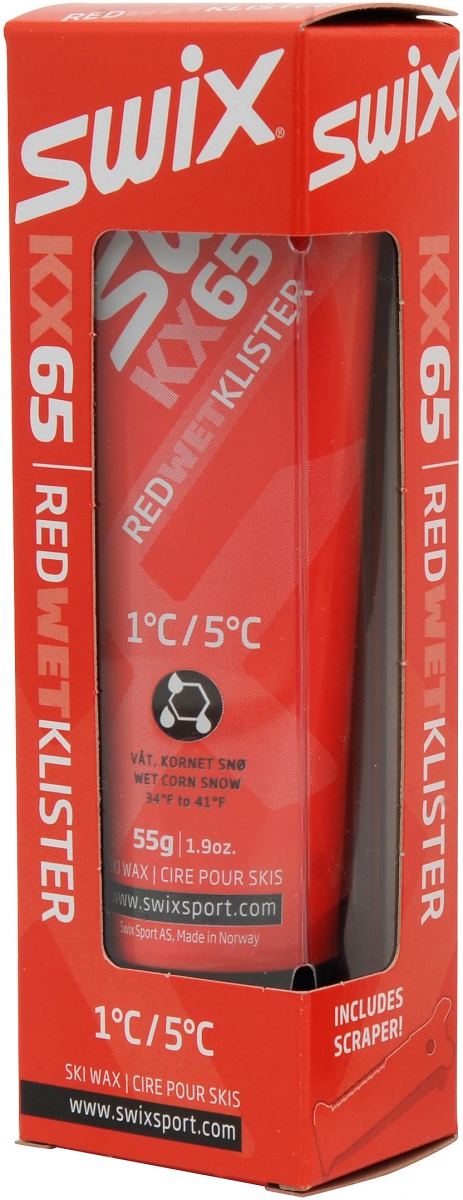 REDWETKLISTER
SWIX®
KX65 | REDWETKLISTER
KX65
REDWETKLISTER
1°C/5°C
VÅT, KORNET SNØ
WET CORN SNOW
34°F to 41°F
55g | 1.9oz.
SKI WAX | CIRE POUR SKIS
www.swixsport.com
Swix Sport AS, Made in Norway
1°C/5°C
SKI WAX | CIRE POUR SKIS
www.swixsport.com
SWIX
KX65 | REDWETKLISTER
INCLUDES
SCRAPER!